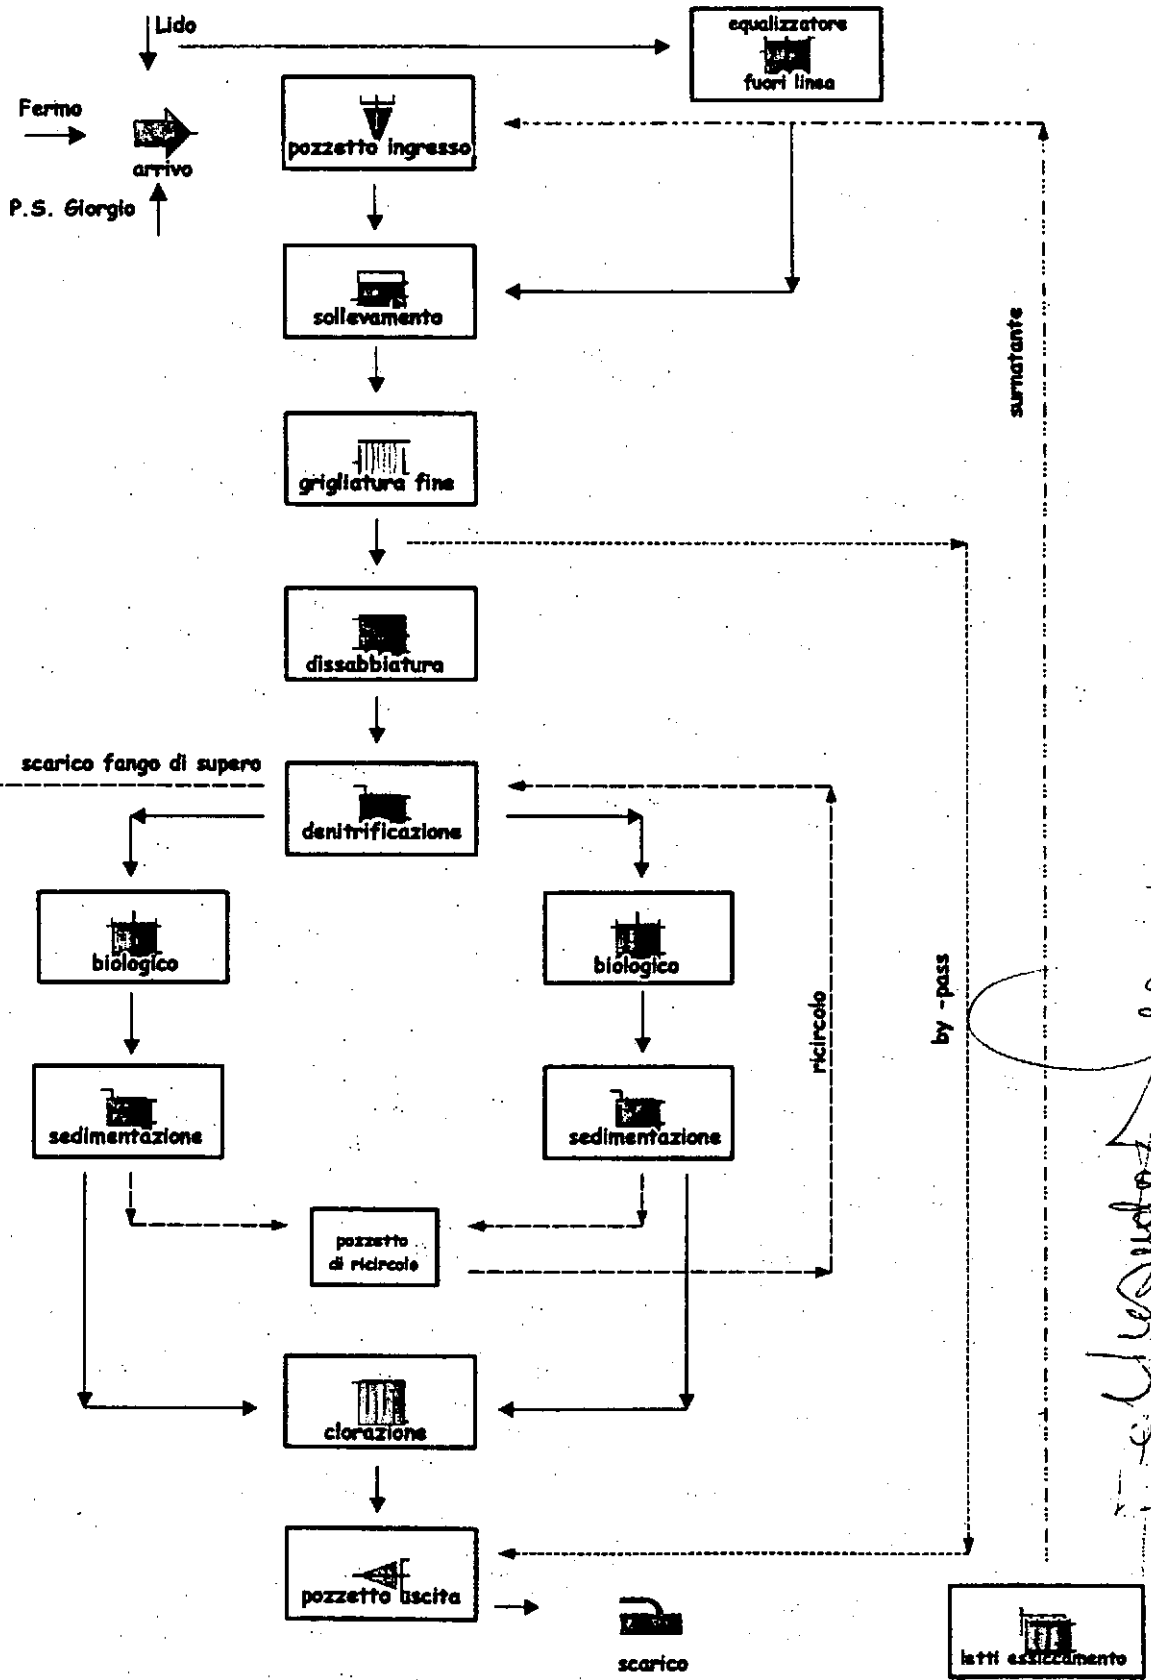 Lido
equalizzatore
fuori linea
Fermo
arrivo
pozzetto ingresso
P.S. Giorgio
sollevamento
surnatante
grigliatura fine
dissabbiatura
scarico fango di supero
denitrificazione
biologico
biologico
by -pass
ricircolo
sedimentazione
sedimentazione
pozzetto
di ricircolo
clorazione
pozzetto uscita
scarico
letti essiccamento